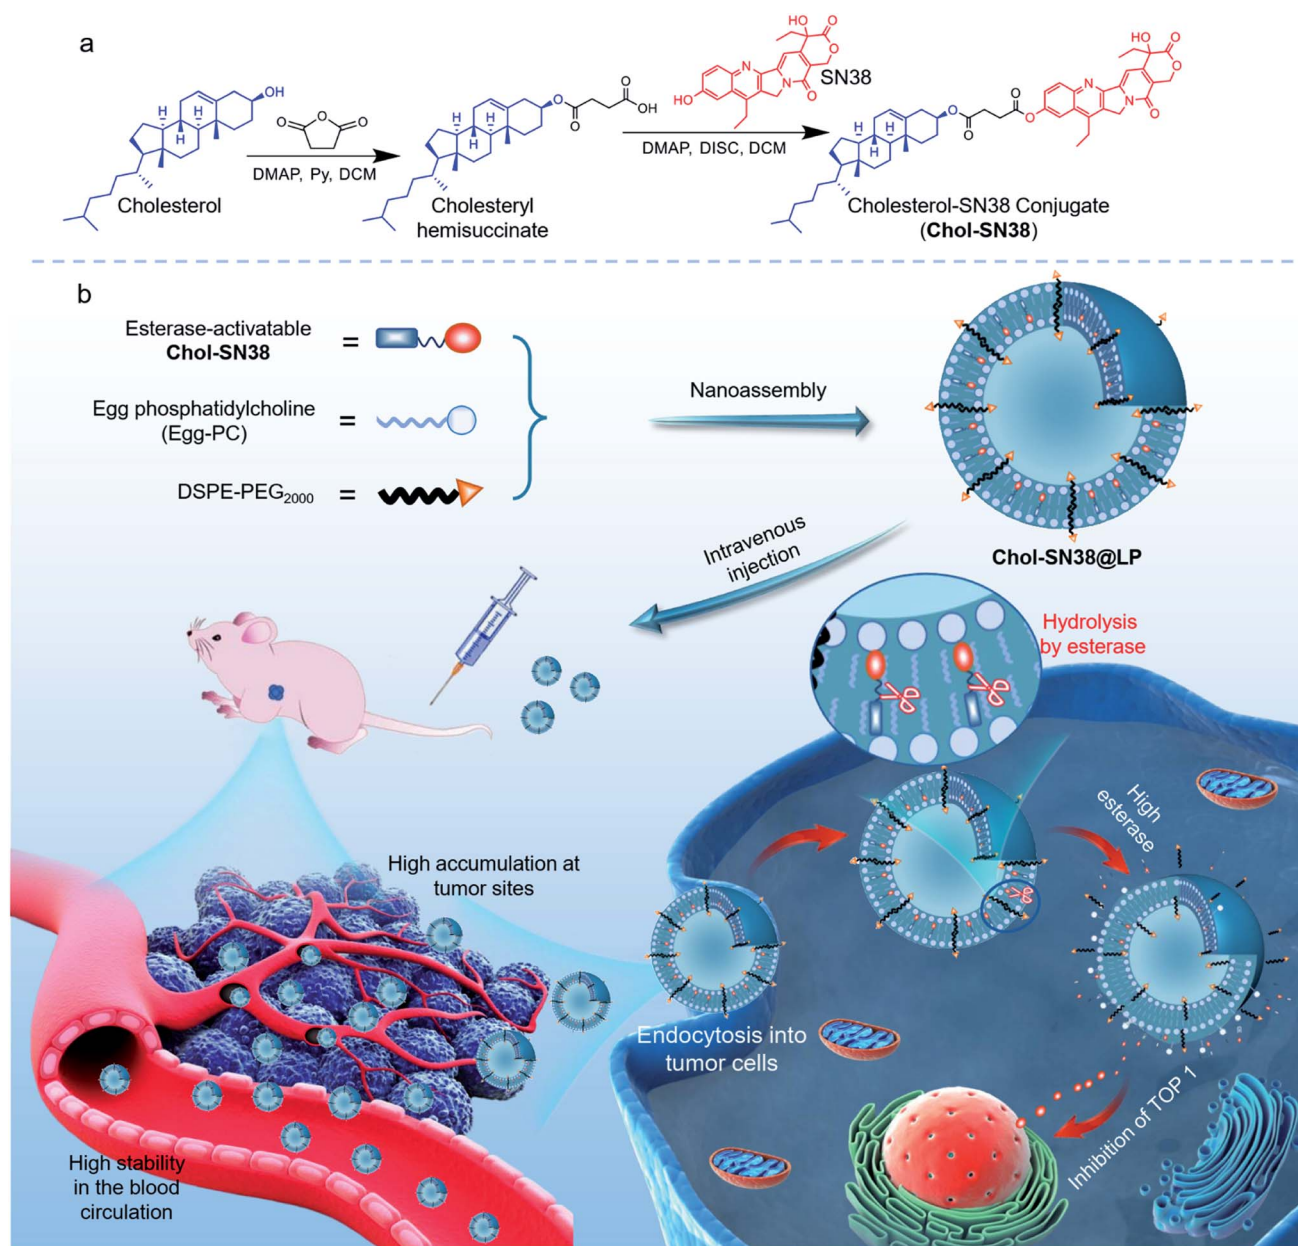 a
OH
O
O
O
DMAP, Py, DCM
Cholesterol
H
H
H
O
O
O
OH
H
H
H
Cholesteryl
hemisuccinate
HO
O
O
N
N
O
HO
SN38
DMAP, DISC, DCM
HO
O
O
N
N
O
O
O
O
O
H
H
H
Cholesterol-SN38 Conjugate
(Chol-SN38)
b
Esterase-activatable
Chol-SN38
=
Egg phosphatidylcholine
(Egg-PC)
=
DSPE-PEG2000
=
Nanoassembly
Chol-SN38@LP
Intravenous
injection
Hydrolysis
by esterase
High
esterase
High accumulation at
tumor sites
Endocytosis into
tumor cells
Inhibition of TOP 1
High stability
in the blood
circulation